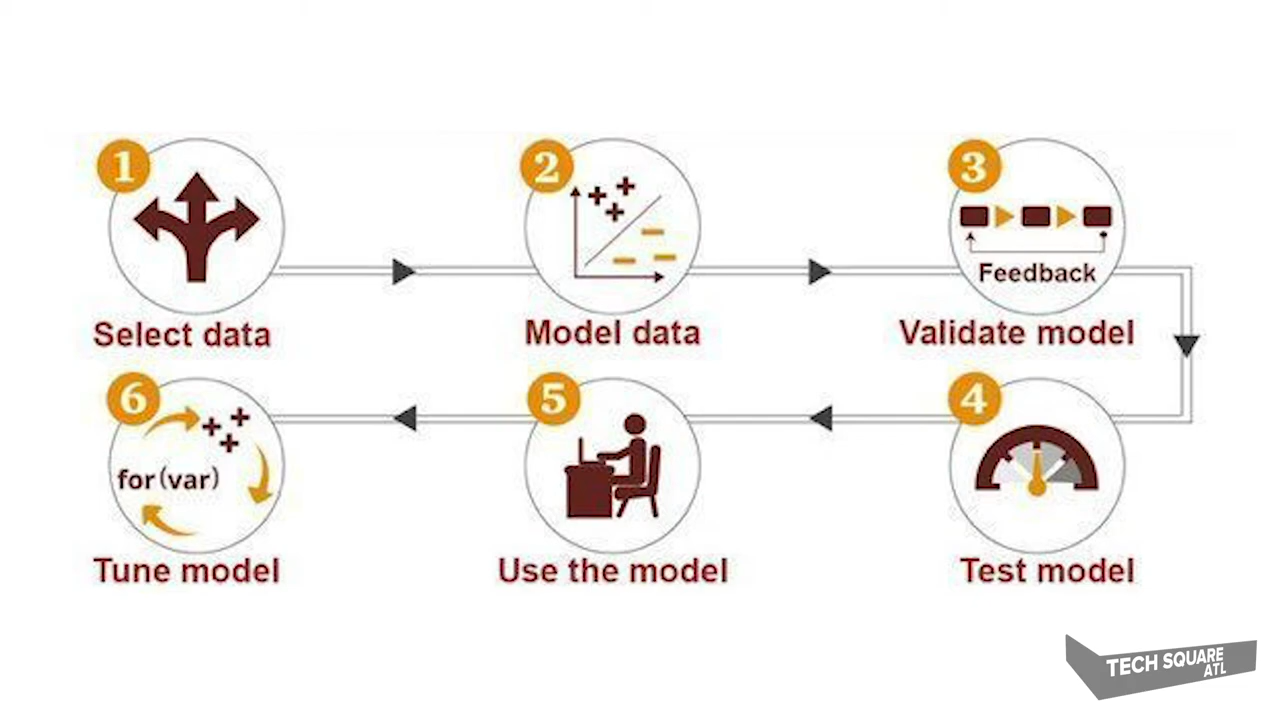 1
Select data
2
Model data
3
Feedback
Validate model
4
Test model
5
Use the model
6
for(var)
Tune model
TECH SQUARE
ATL